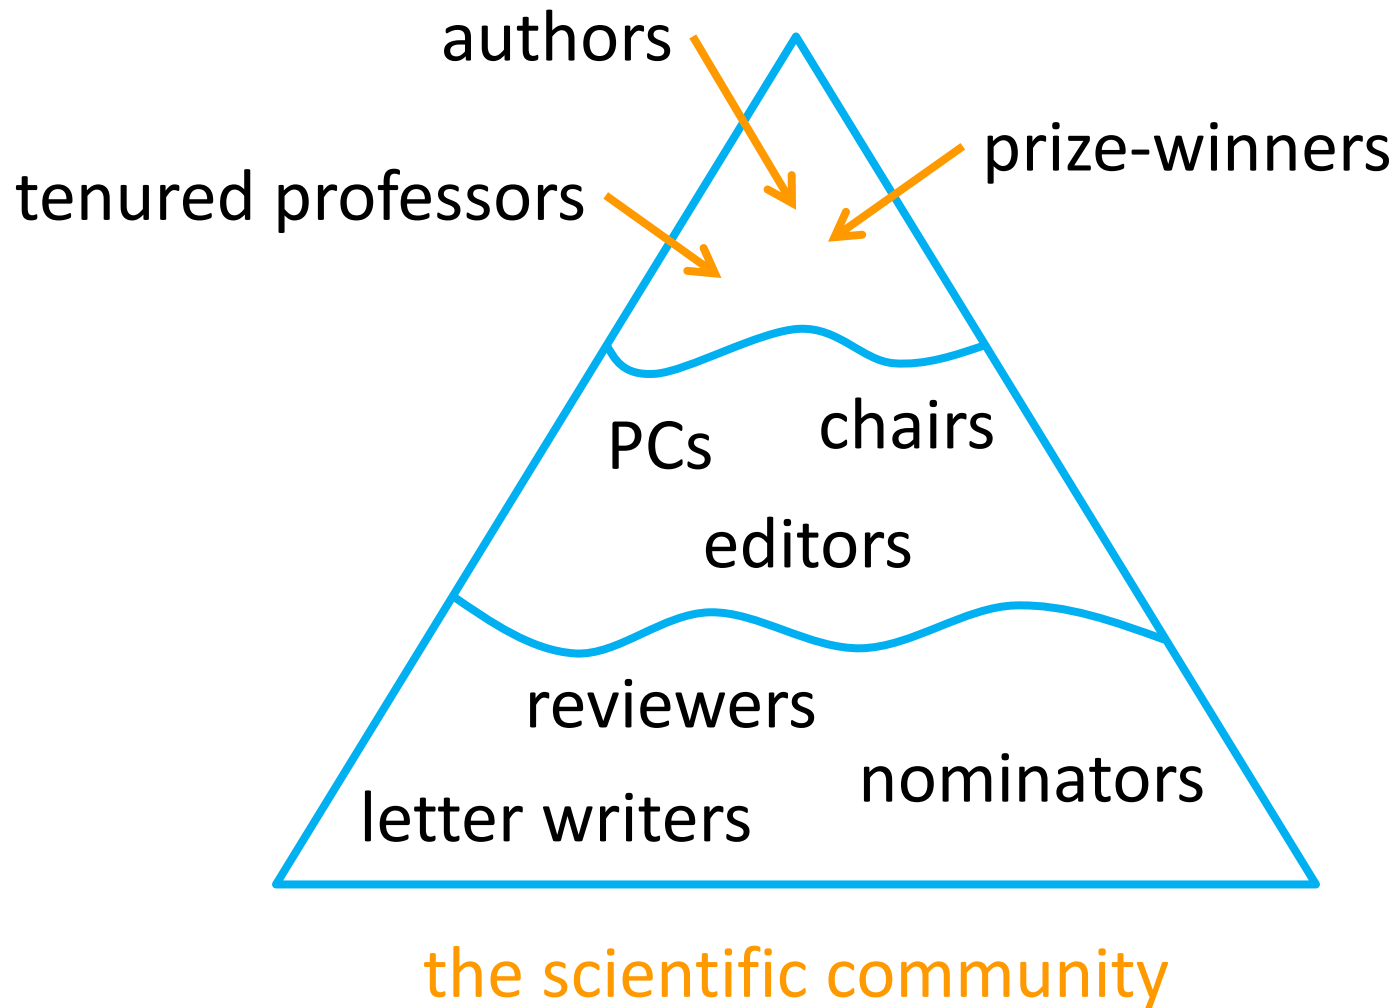 authors
prize-winners
tenured professors
PCs
chairs
editors
reviewers
nominators
letter writers
the scientific community